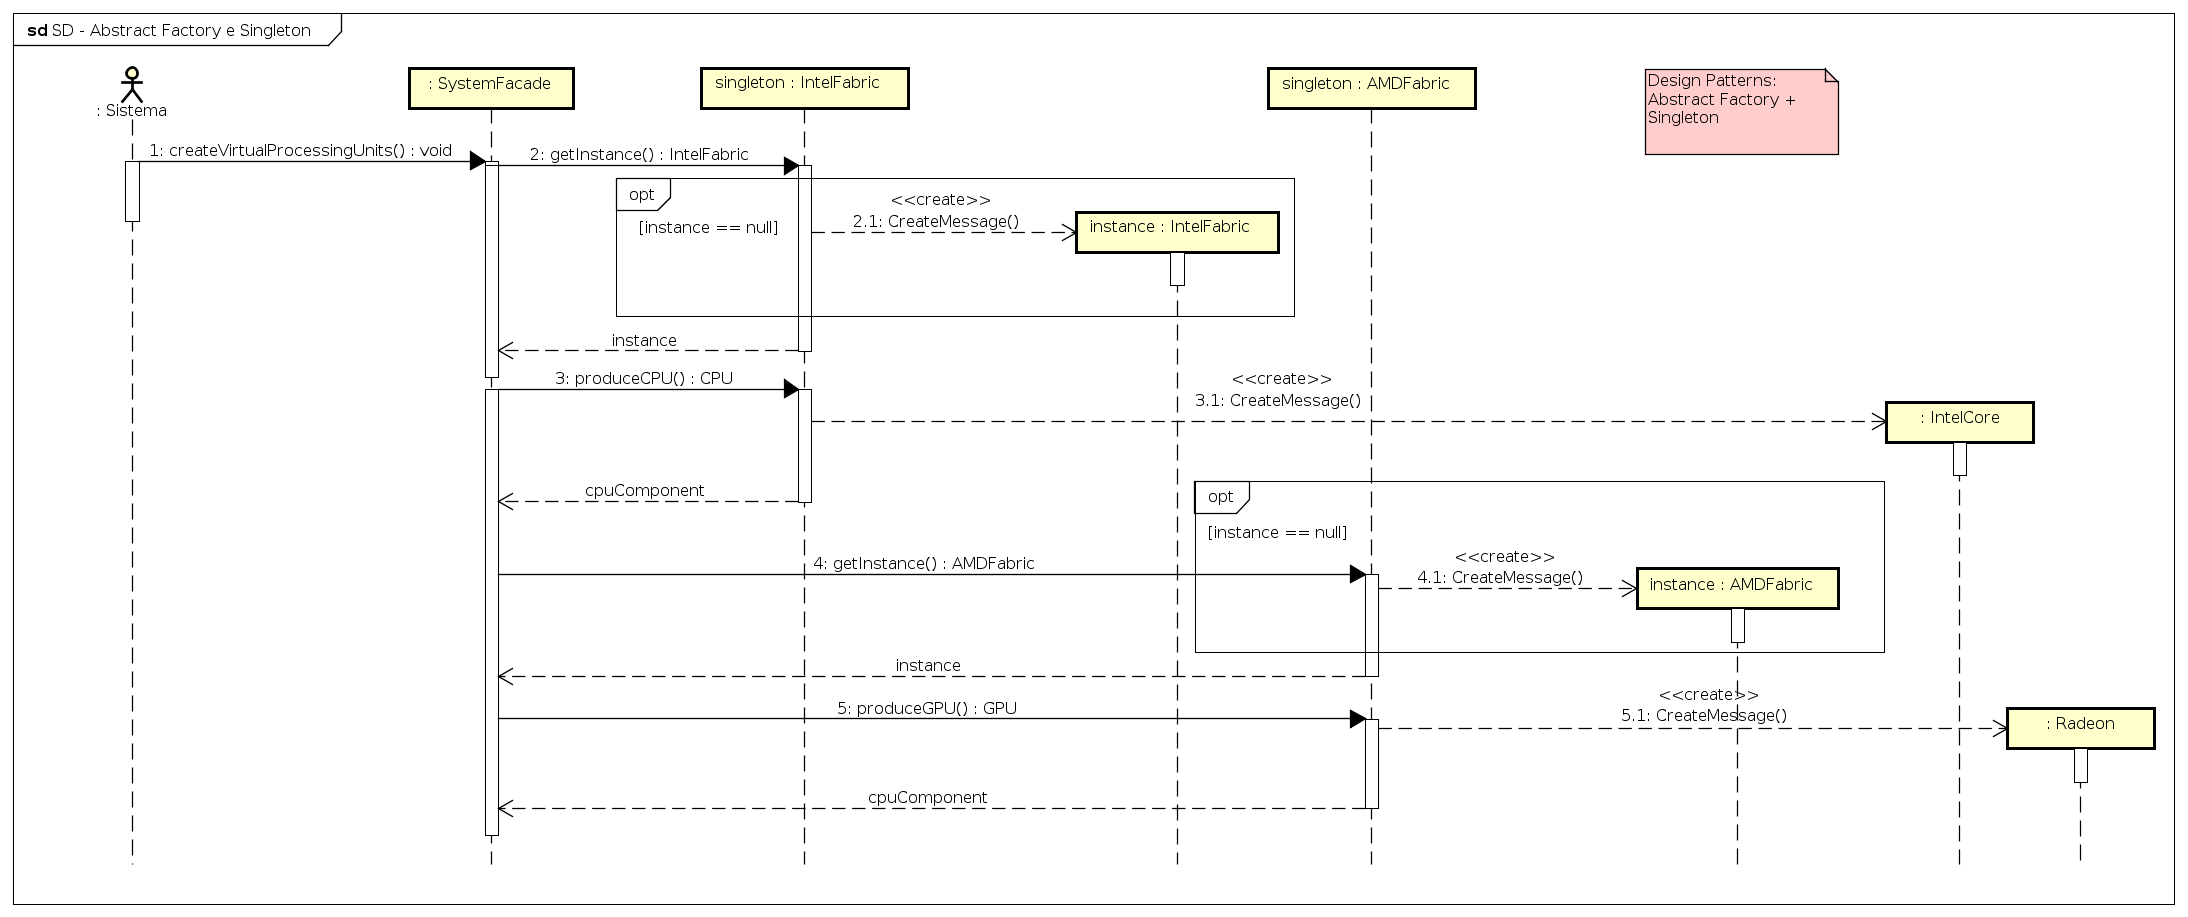 sd SD - Abstract Factory e Singleton
: Sistema
: SystemFacade
singleton : IntelFabric
singleton : AMDFabric
Design Patterns:
Abstract Factory +
Singleton
1: createVirtualProcessingUnits() : void
2: getInstance() : IntelFabric
opt
[instance == null]
<<create>>
2.1: CreateMessage()
instance : IntelFabric
instance
3: produceCPU() : CPU
<<create>>
3.1: CreateMessage()
: IntelCore
cpuComponent
opt
[instance == null]
4: getInstance() : AMDFabric
<<create>>
4.1: CreateMessage()
instance : AMDFabric
instance
5: produceGPU() : GPU
<<create>>
5.1: CreateMessage()
: Radeon
cpuComponent